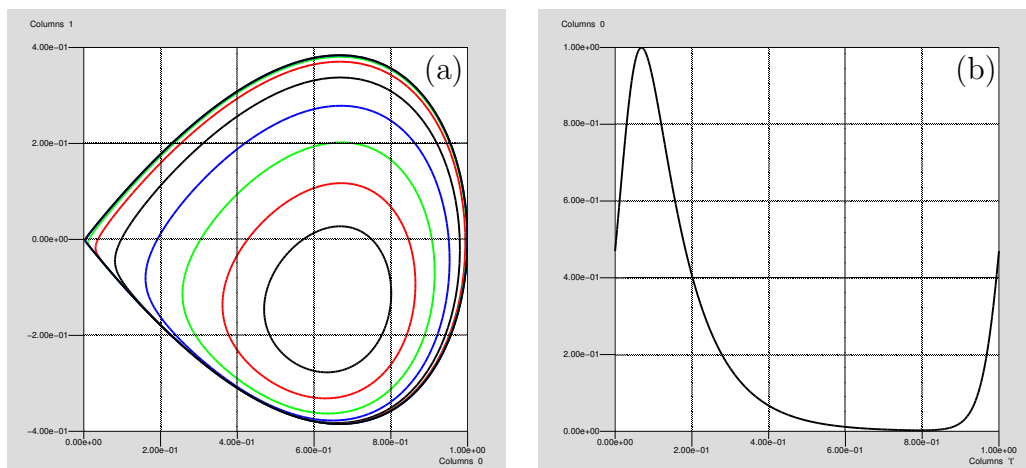 Columns 1
4.00e−01
(a)
2.00e−01
0.00e+00
−2.00e−01
−4.00e−01
0.00e+00
2.00e−01
4.00e−01
6.00e−01
8.00e−01
1.00e+00
Columns 0
Columns 0
1.00e+00
(b)
8.00e−01
6.00e−01
4.00e−01
2.00e−01
0.00e+00
0.00e+00
2.00e−01
4.00e−01
6.00e−01
8.00e−01
1.00e+00
Columns 't'